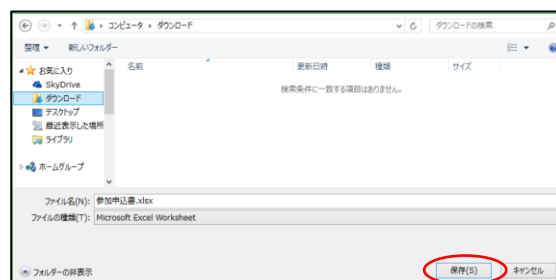 コンピュータ ▸ ダウンロード
ダウンロードの検索
整理 ▼ 新しいフォルダー
名前 更新日時 種類 サイズ
検索条件に一致する項目はありません。
お気に入り
SkyDrive
ダウンロード
デスクトップ
最近表示した場所
ライブラリ
ホームグループ
ファイル名(N): 参加申込書.xlsx
ファイルの種類(T): Microsoft Excel Worksheet
フォルダーの非表示
保存(S) キャンセル